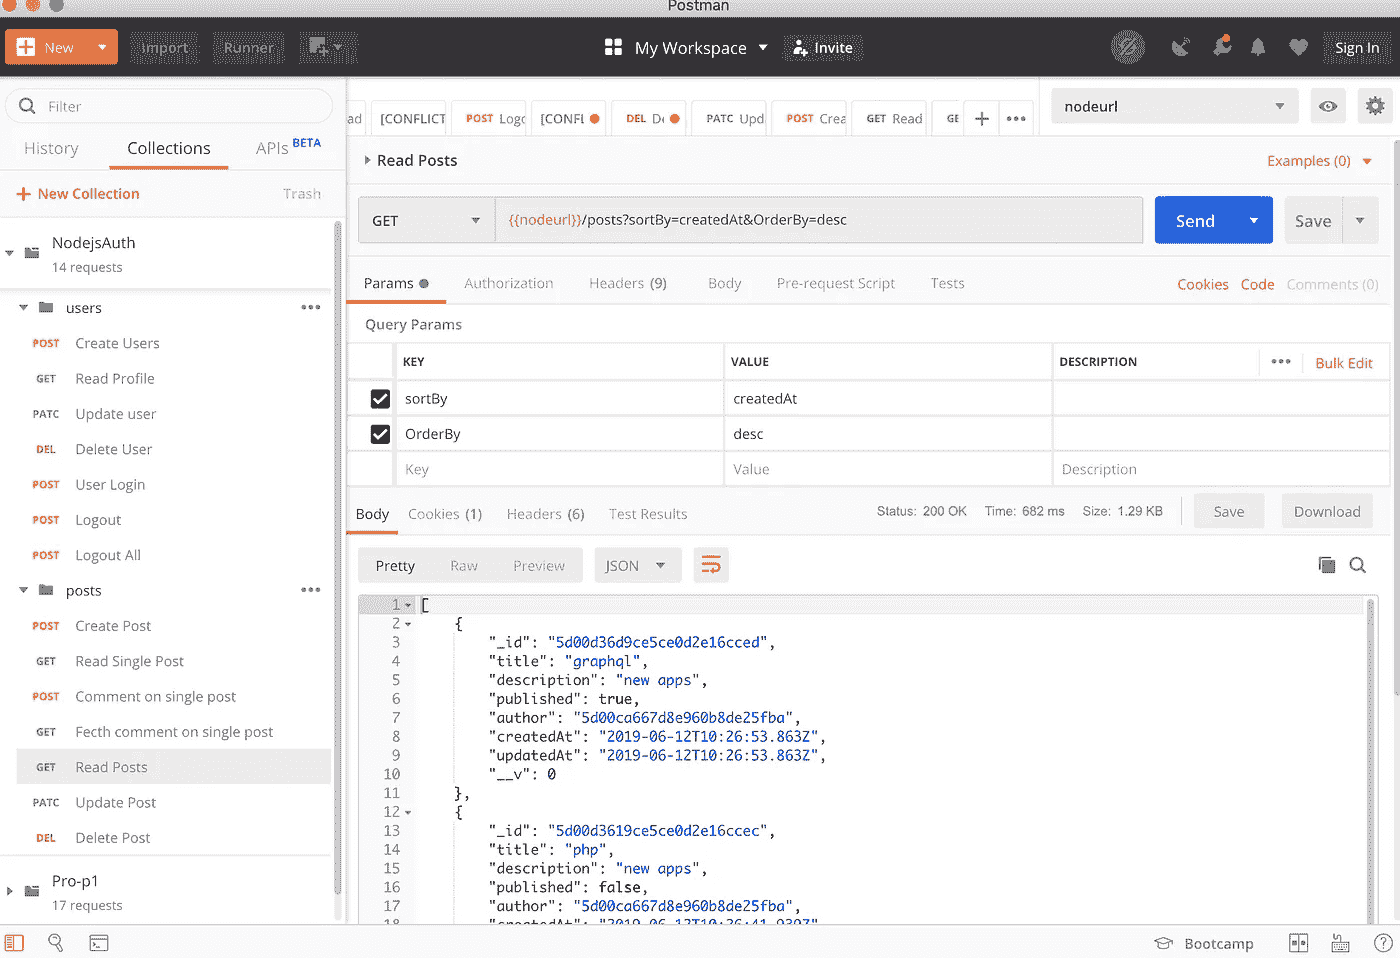 Postman
New Import Runner My Workspace Invite Sign In
Filter
History Collections APIs BETA
New Collection Trash
NodejsAuth
14 requests
users
POST Create Users
GET Read Profile
PATC Update user
DEL Delete User
POST User Login
POST Logout
POST Logout All
posts
POST Create Post
GET Read Single Post
POST Comment on single post
GET Fecth comment on single post
GET Read Posts
PATC Update Post
DEL Delete Post
Pro-p1
17 requests
ad [CONFLICT POST Logo [CONFL DEL De PATC Upd POST Crea GET Read GE
nodeurl
Read Posts Examples (0)
GET {{nodeurl}}/posts?sortBy=createdAt&OrderBy=desc Send Save
Params Authorization Headers (9) Body Pre-request Script Tests Cookies Code Comments (0)
Query Params
KEY VALUE DESCRIPTION Bulk Edit
sortBy createdAt
OrderBy desc
Key Value Description
Body Cookies (1) Headers (6) Test Results Status: 200 OK Time: 682 ms Size: 1.29 KB Save Download
Pretty Raw Preview JSON
1 [
2 {
3 "_id": "5d00d36d9ce5ce0d2e16cced",
4 "title": "graphql",
5 "description": "new apps",
6 "published": true,
7 "author": "5d00ca667d8e960b8de25fba",
8 "createdAt": "2019-06-12T10:26:53.863Z",
9 "updatedAt": "2019-06-12T10:26:53.863Z",
10 "__v": 0
11 },
12 {
13 "_id": "5d00d3619ce5ce0d2e16ccec",
14 "title": "php",
15 "description": "new apps",
16 "published": false,
17 "author": "5d00ca667d8e960b8de25fba",
18 "createdAt": "2019-06-12T10:26:41.939Z"
Bootcamp